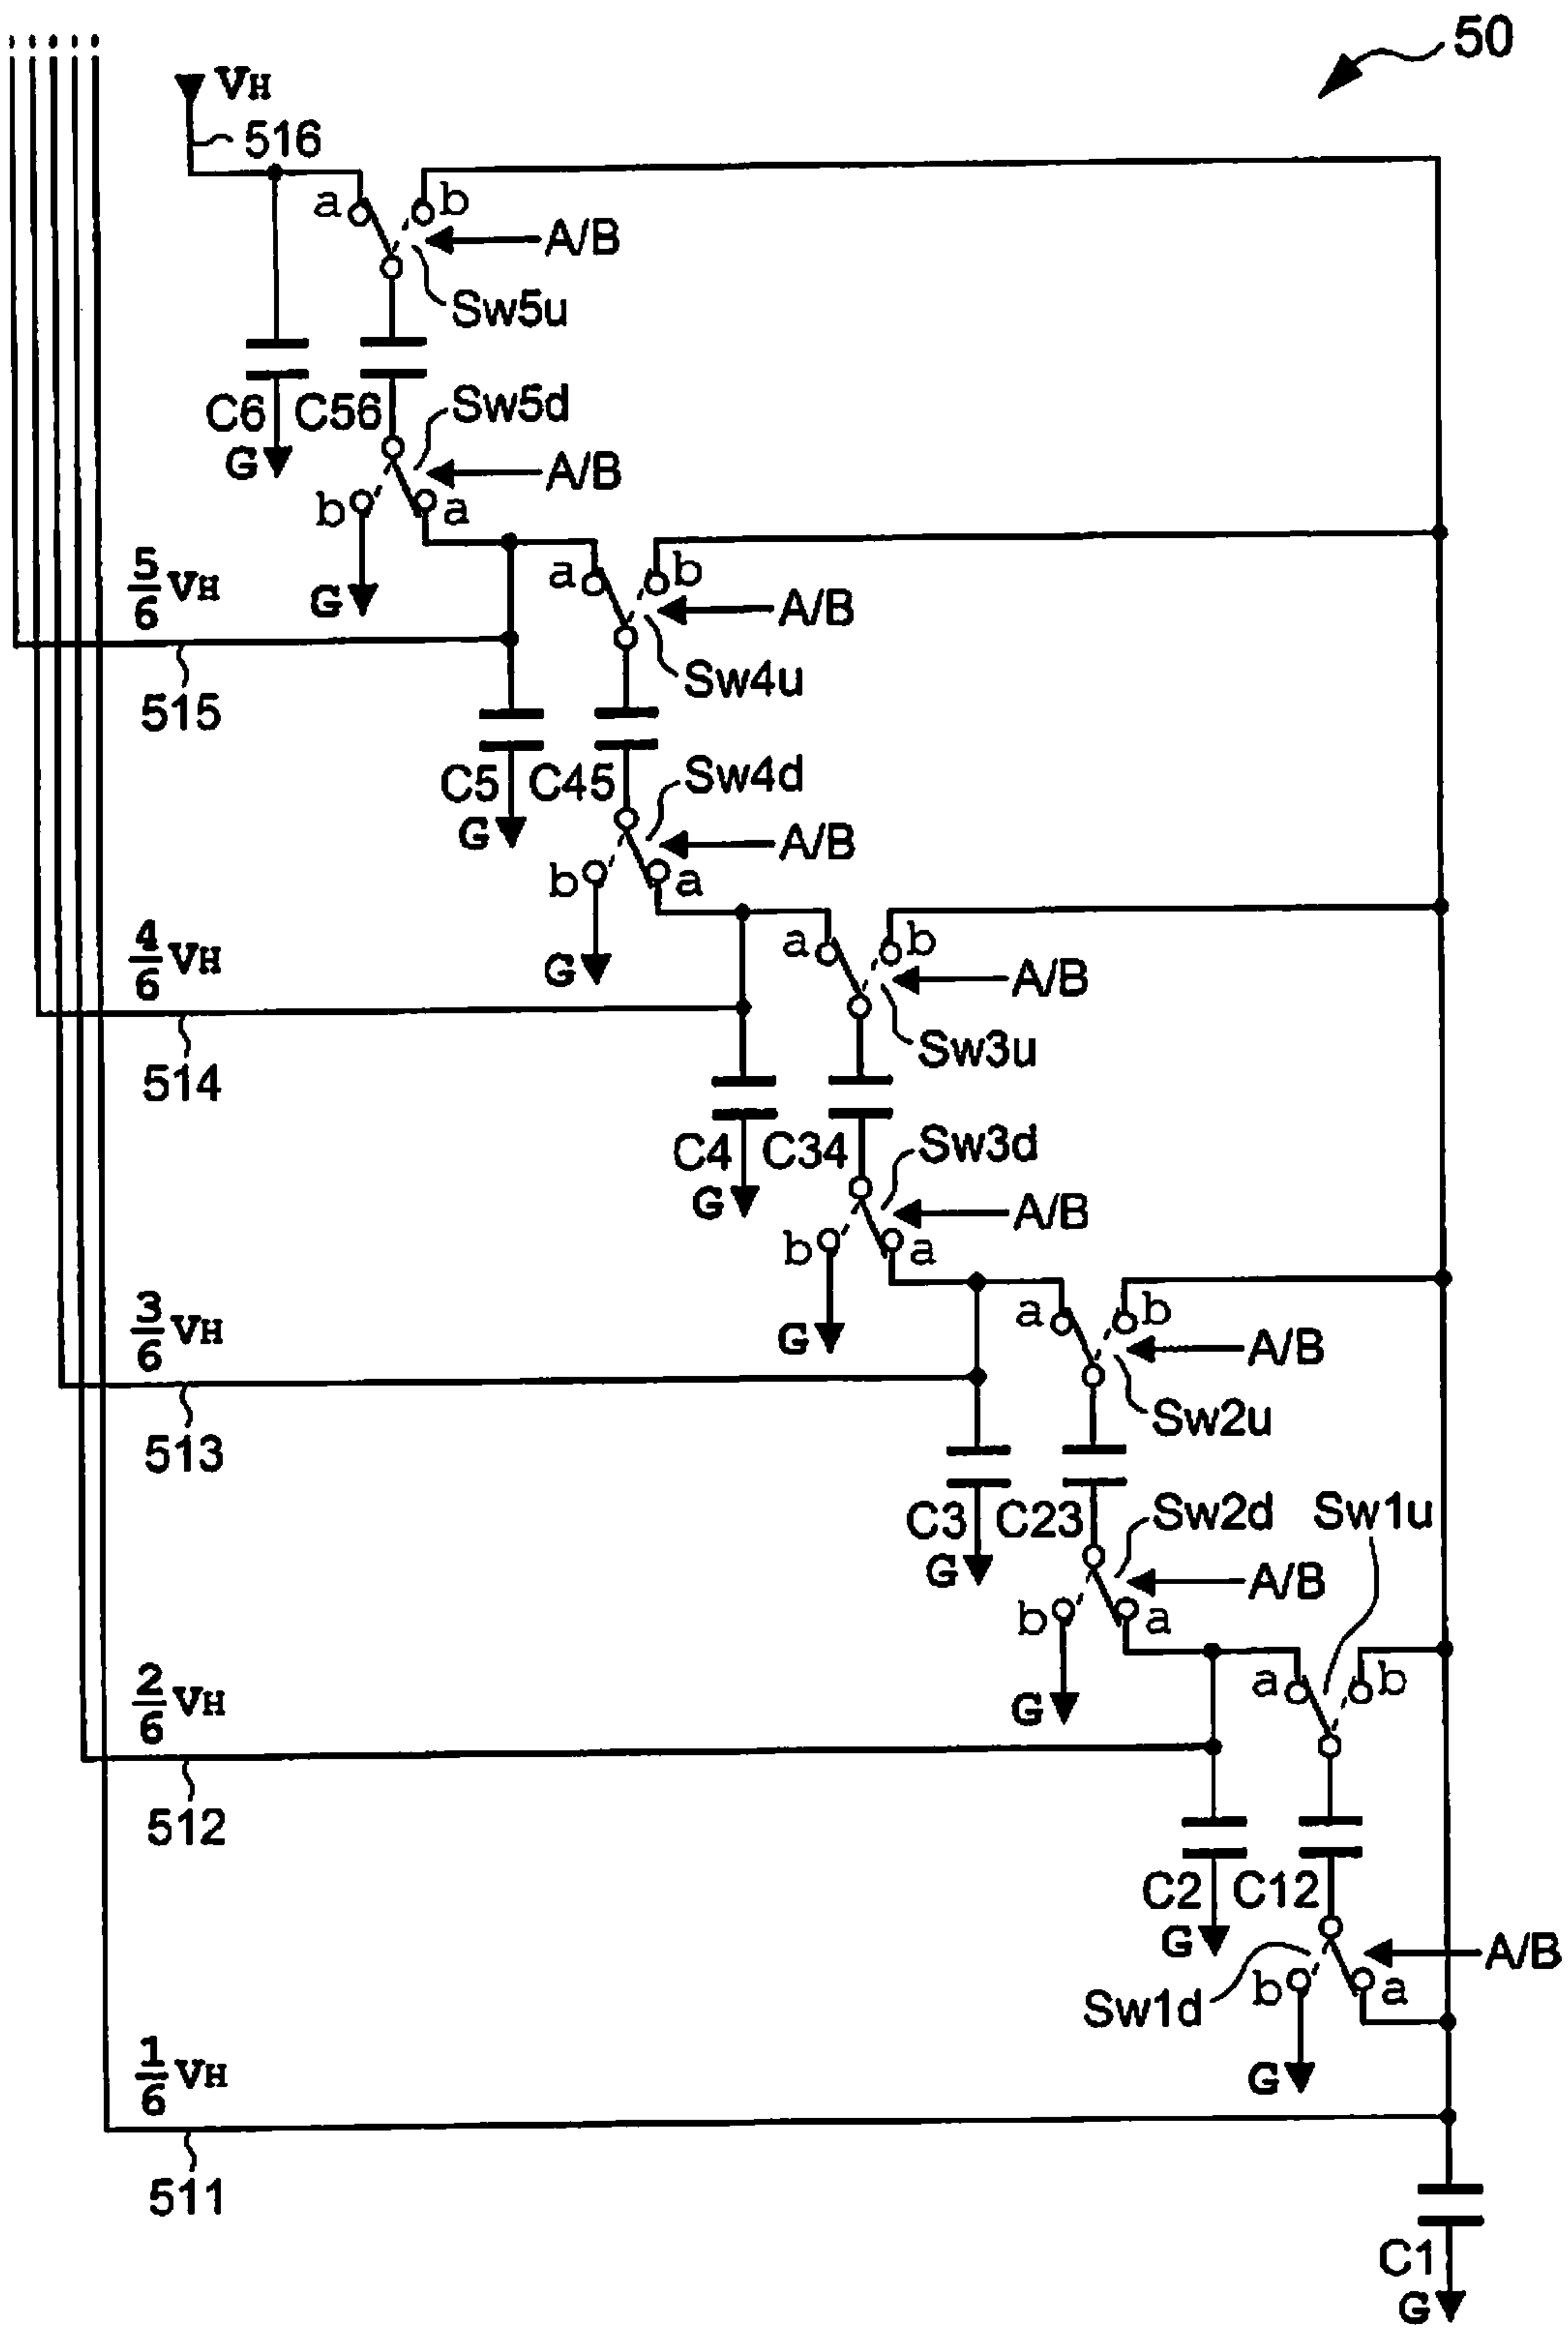 50
VH
516
a b
A/B
Sw5u
C6 C56
Sw5d
G
A/B
b a
G
5/6 VH
a b
A/B
Sw4u
515
C5 C45
Sw4d
G
A/B
b a
G
4/6 VH
a b
A/B
Sw3u
514
C4 C34
Sw3d
G
A/B
b a
G
3/6 VH
a b
A/B
Sw2u
513
C3 C23
Sw2d Sw1u
G
A/B
b a
G
2/6 VH
a b
512
C2 C12
G
A/B
Sw1d b a
G
1/6 VH
511
C1
G